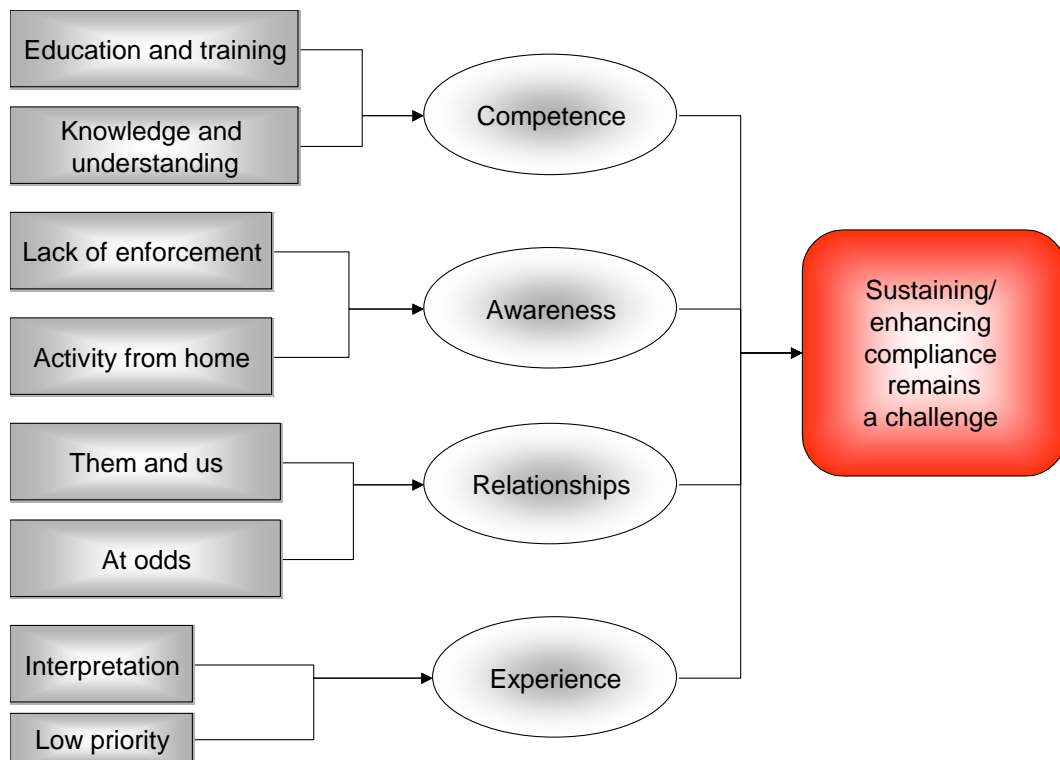 Education and training
Knowledge and
understanding
Competence
Lack of enforcement
Activity from home
Awareness
Them and us
At odds
Relationships
Interpretation
Low priority
Experience
Sustaining/
enhancing
compliance
remains
a challenge